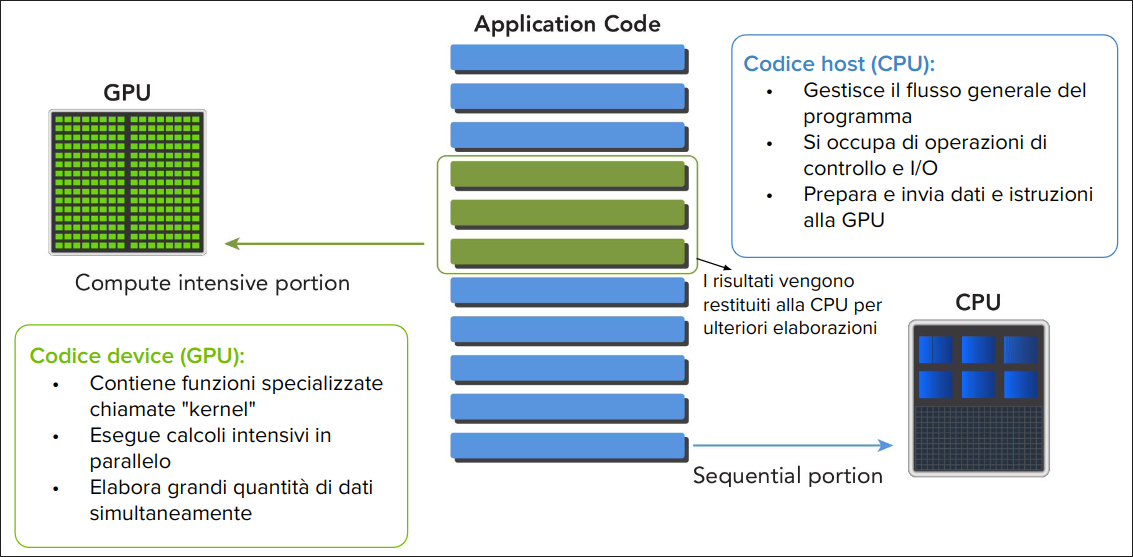 Application Code
GPU
Compute intensive portion
Codice host (CPU):
• Gestisce il flusso generale del
programma
• Si occupa di operazioni di
controllo e I/O
• Prepara e invia dati e istruzioni
alla GPU
I risultati vengono
restituiti alla CPU per
ulteriori elaborazioni
CPU
Sequential portion
Codice device (GPU):
• Contiene funzioni specializzate
chiamate "kernel"
• Esegue calcoli intensivi in
parallelo
• Elabora grandi quantità di dati
simultaneamente